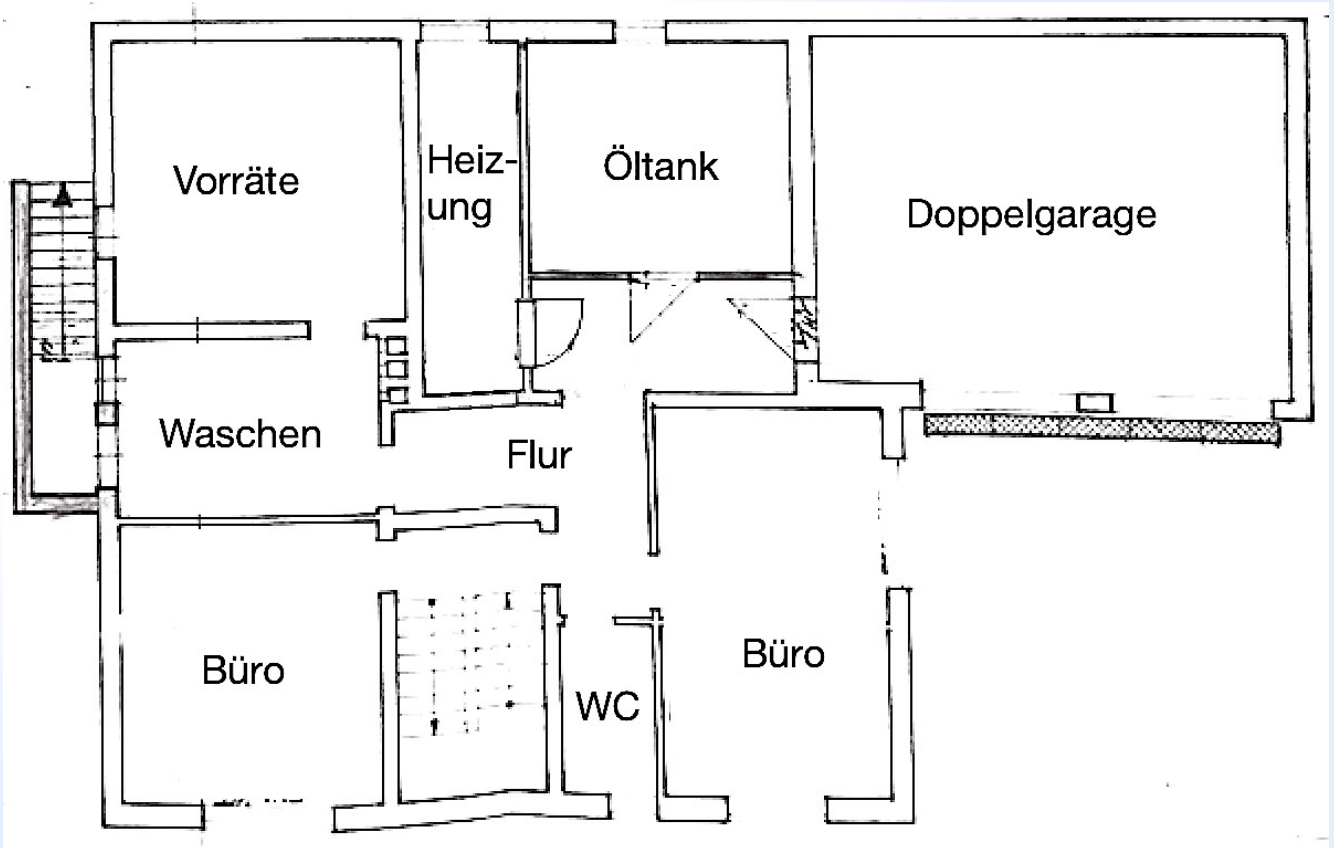 Vorräte
Heiz-
ung
Öltank
Doppelgarage
Waschen
Flur
Büro
WC
Büro